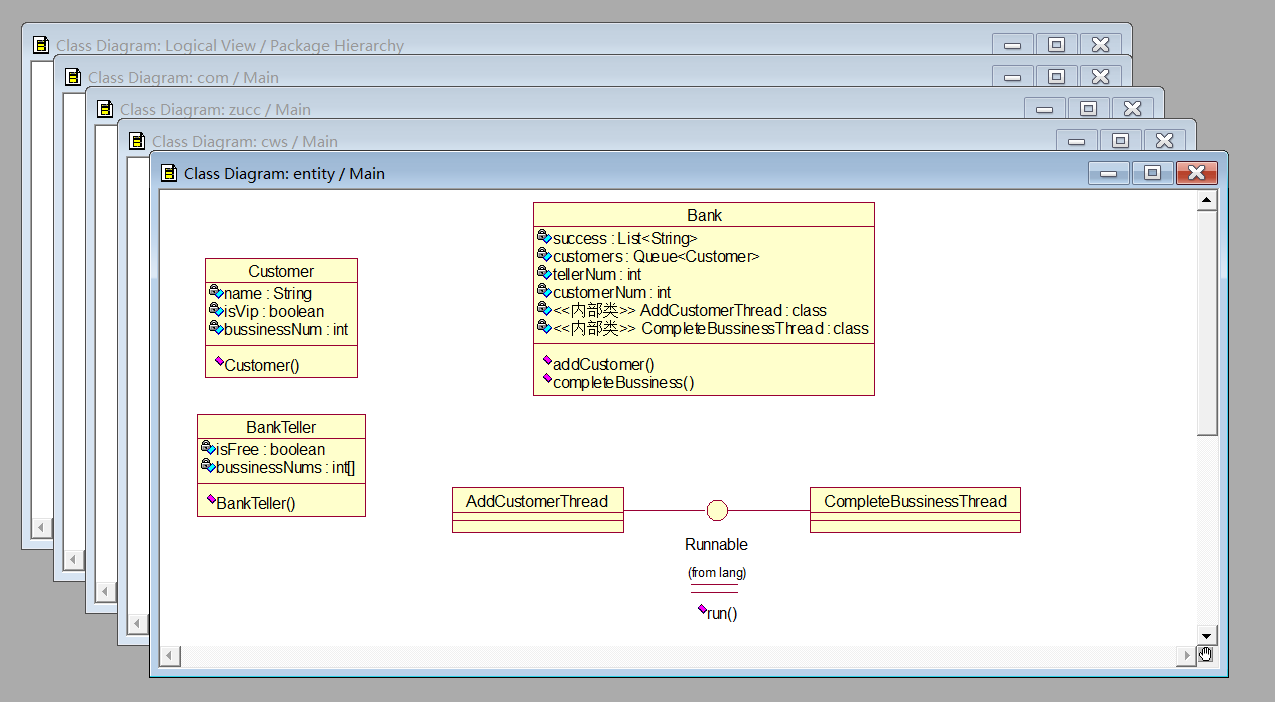 Class Diagram: Logical View / Package Hierarchy
Class Diagram: com / Main
Class Diagram: zucc / Main
Class Diagram: cws / Main
Class Diagram: entity / Main
Bank
success : List<String>
customers : Queue<Customer>
tellerNum : int
customerNum : int
<<内部类>> AddCustomerThread : class
<<内部类>> CompleteBussinessThread : class
addCustomer()
completeBussiness()
Customer
name : String
isVip : boolean
bussinessNum : int
Customer()
BankTeller
isFree : boolean
bussinessNums : int[]
BankTeller()
AddCustomerThread
CompleteBussinessThread
Runnable
(from lang)
run()